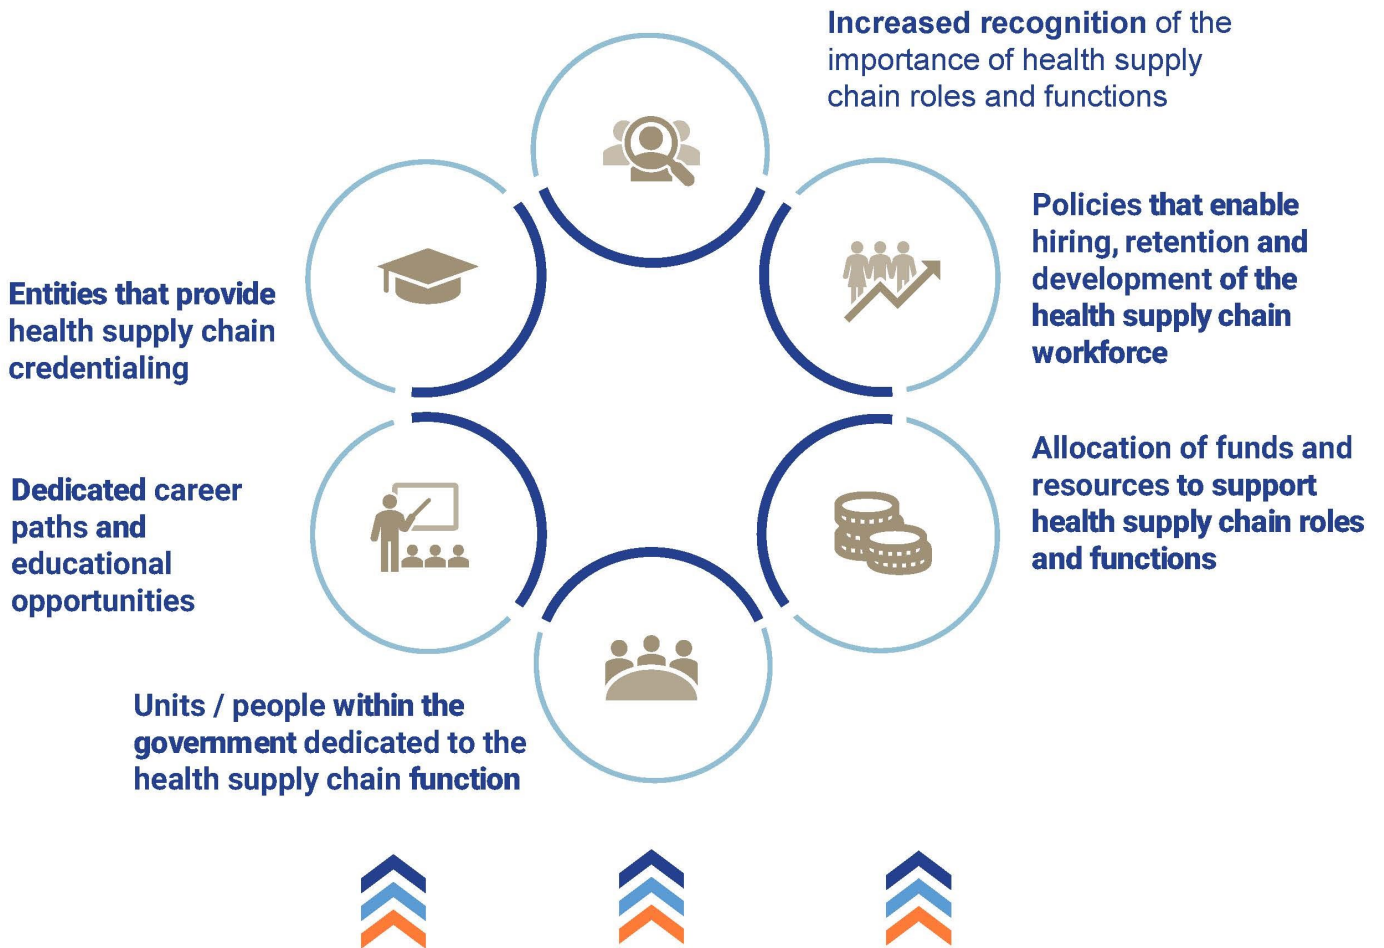 Increased recognition of the
importance of health supply
chain roles and functions
Policies that enable
hiring, retention and
development of the
health supply chain
workforce
Allocation of funds and
resources to support
health supply chain roles
and functions
Units / people within the
government dedicated to the
health supply chain function
Dedicated career
paths and
educational
opportunities
Entities that provide
health supply chain
credentialing